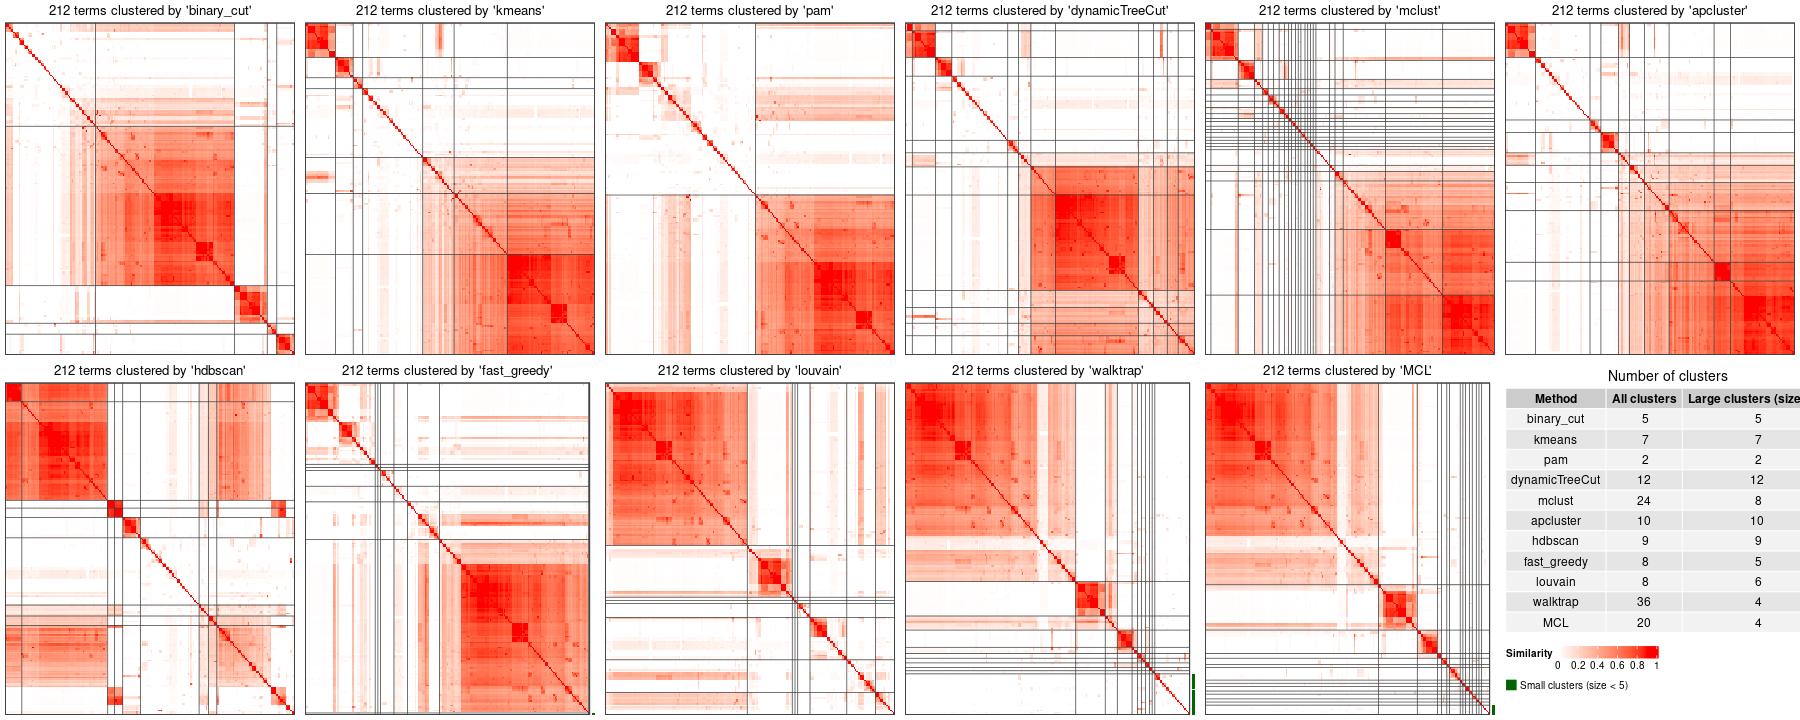 212 terms clustered by 'binary_cut'
212 terms clustered by 'kmeans'
212 terms clustered by 'pam'
212 terms clustered by 'dynamicTreeCut'
212 terms clustered by 'mclust'
212 terms clustered by 'apcluster'
212 terms clustered by 'hdbscan'
212 terms clustered by 'fast_greedy'
212 terms clustered by 'louvain'
212 terms clustered by 'walktrap'
212 terms clustered by 'MCL'
Number of clusters
Method All clusters Large clusters (size
binary_cut 5 5
kmeans 7 7
pam 2 2
dynamicTreeCut 12 12
mclust 24 8
apcluster 10 10
hdbscan 9 9
fast_greedy 8 5
louvain 8 6
walktrap 36 4
MCL 20 4
Similarity
0 0.2 0.4 0.6 0.8 1
Small clusters (size < 5)